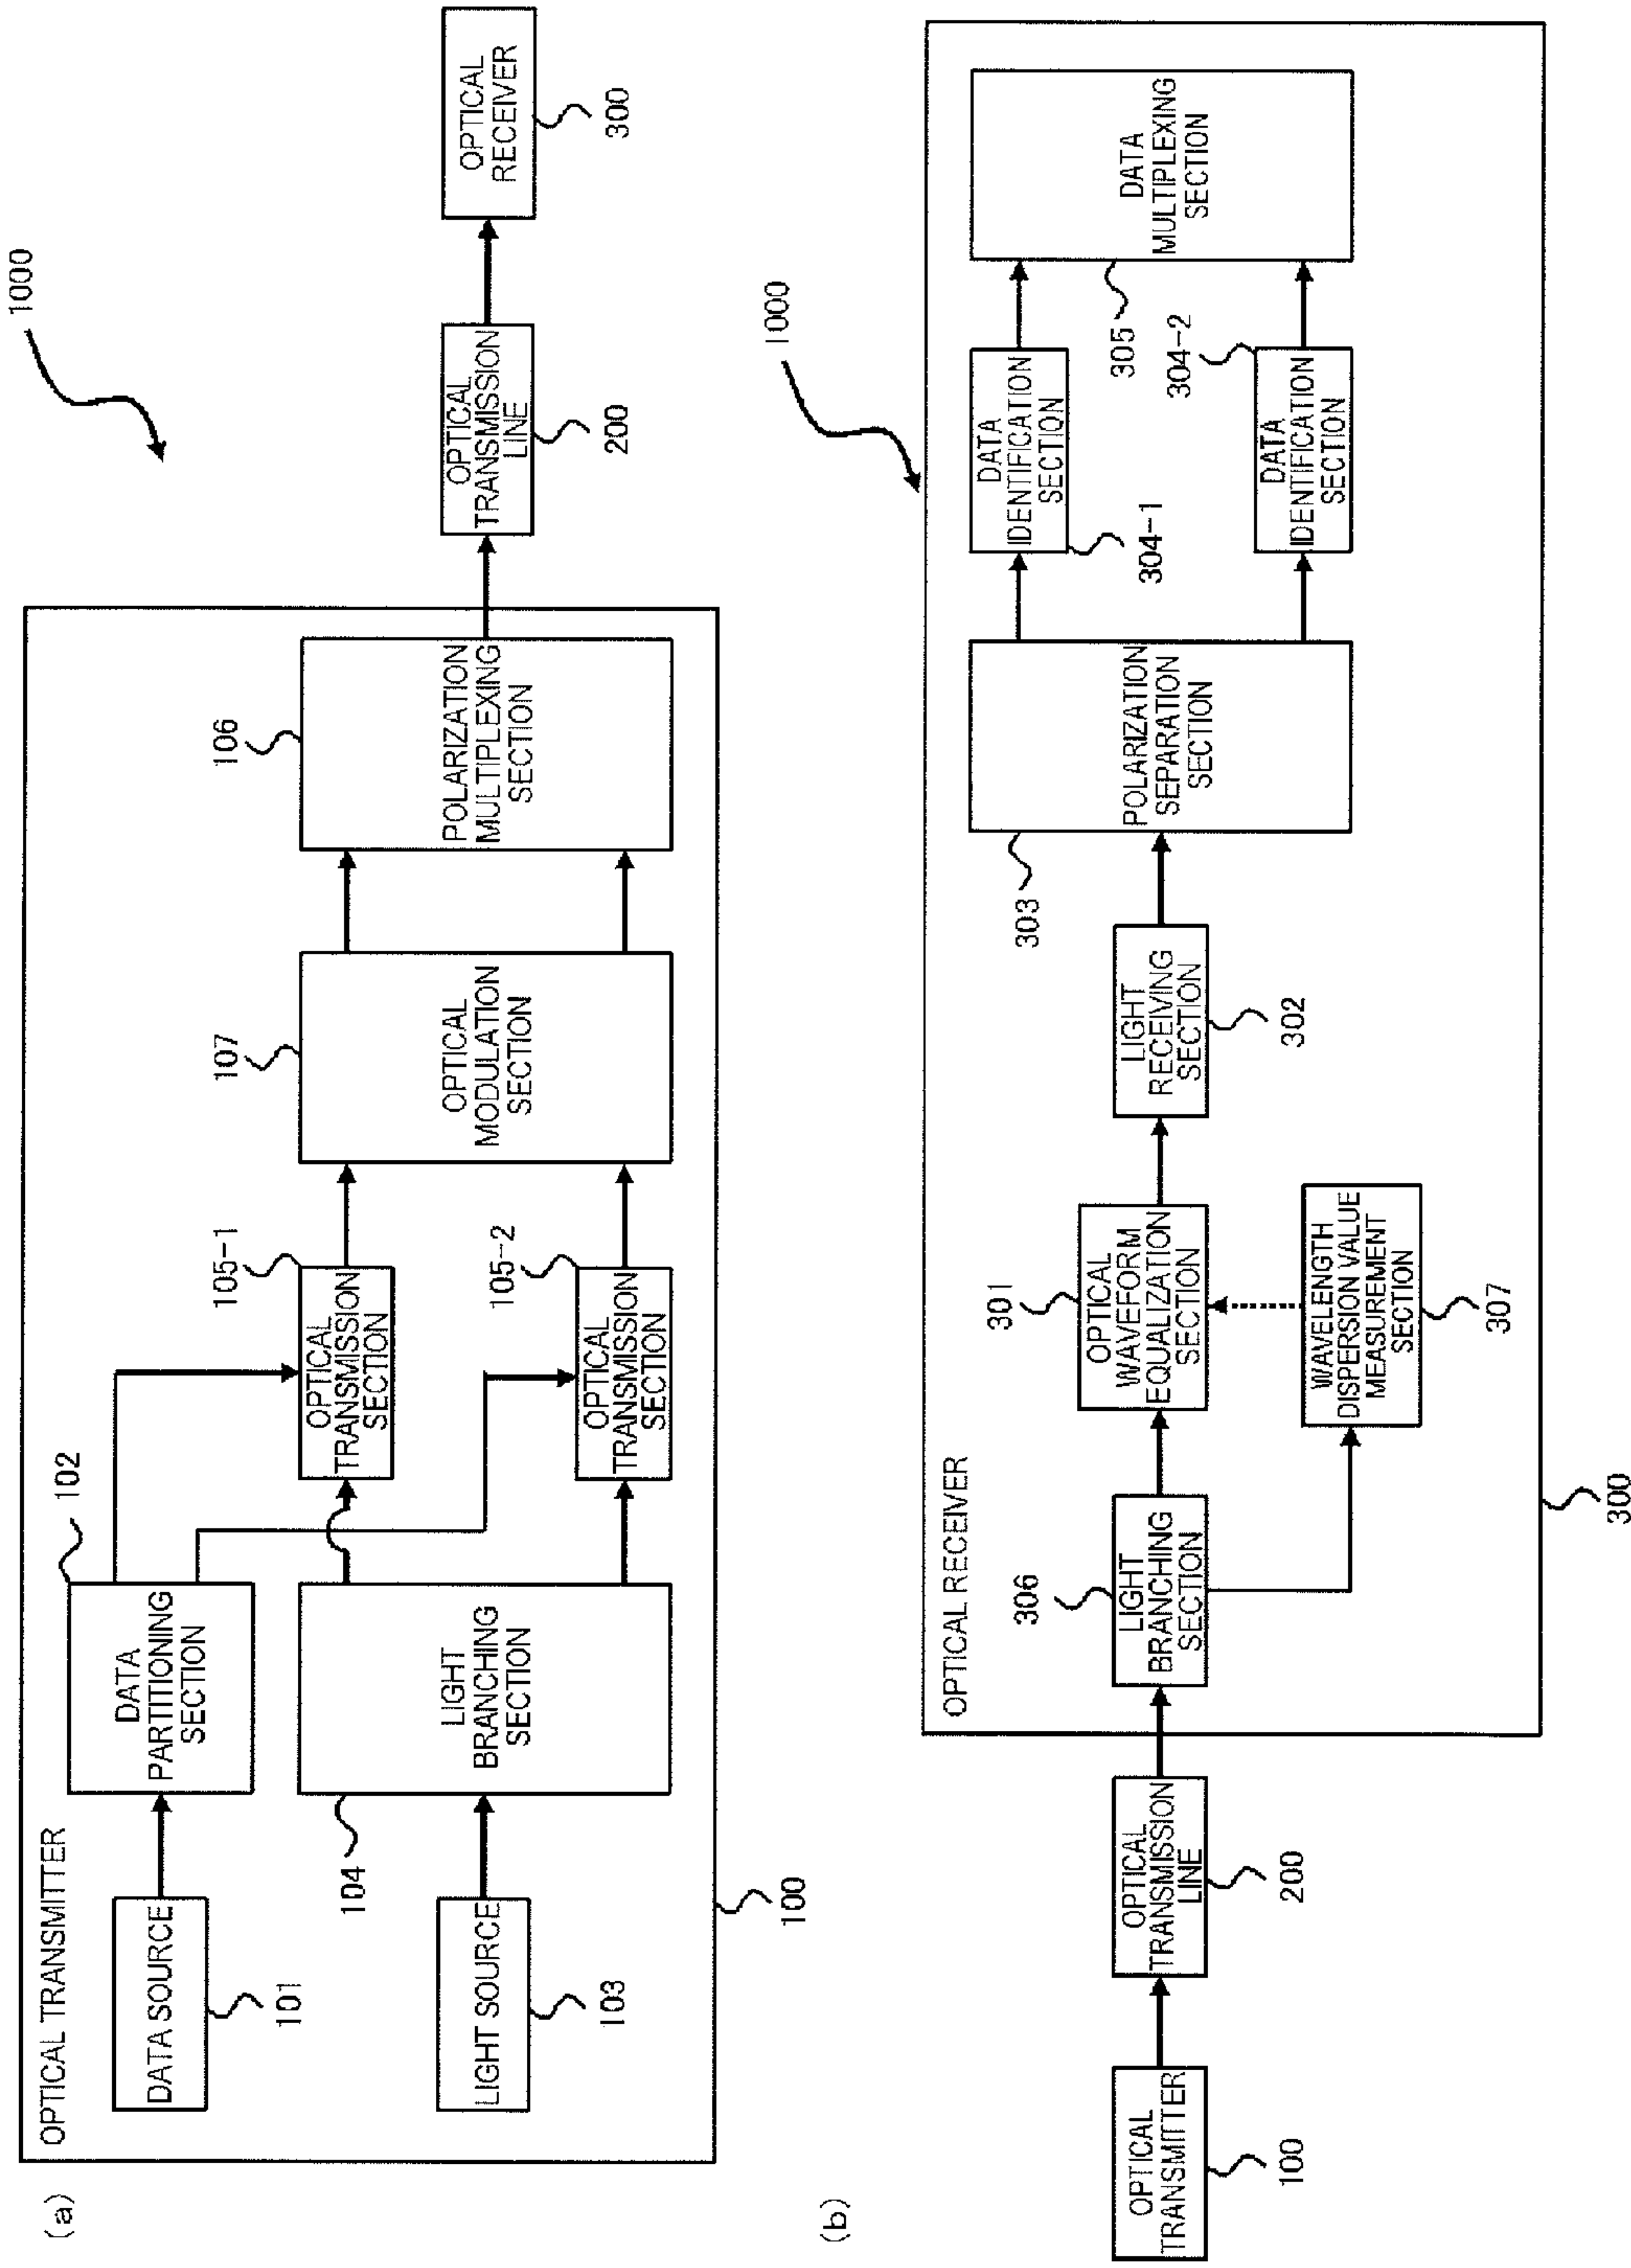 (a)
OPTICAL TRANSMITTER
DATA SOURCE
101
DATA
PARTITIONING
SECTION
102
LIGHT SOURCE
103
LIGHT
BRANCHING
SECTION
104
OPTICAL
TRANSMISSION
SECTION
105-1
OPTICAL
TRANSMISSION
SECTION
105-2
OPTICAL
MODULATION
SECTION
107
POLARIZATION
MULTIPLEXING
SECTION
106
100
OPTICAL
TRANSMISSION
LINE
200
OPTICAL
RECEIVER
300
1000
(b)
OPTICAL
TRANSMITTER
100
OPTICAL
TRANSMISSION
LINE
200
OPTICAL RECEIVER
LIGHT
BRANCHING
SECTION
306
OPTICAL
WAVEFORM
EQUALIZATION
SECTION
301
WAVELENGTH
DISPERSION VALUE
MEASUREMENT
SECTION
307
LIGHT
RECEIVING
SECTION
302
POLARIZATION
SEPARATION
SECTION
303
DATA
IDENTIFICATION
SECTION
304-1
DATA
IDENTIFICATION
SECTION
304-2
DATA
MULTIPLEXING
SECTION
305
300
1000